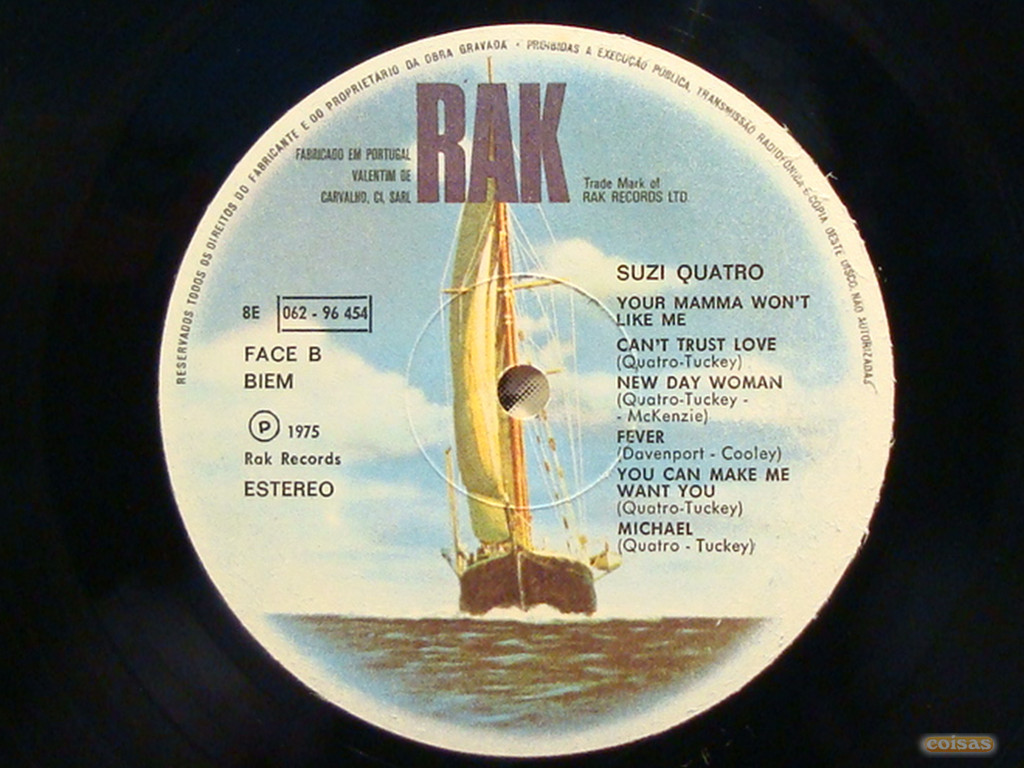 RESERVADOS TODOS OS DIREITOS DO FABRICANTE E DO PROPRIETARIO DA OBRA GRAVADA · PROIBIDAS A EXECUÇÃO PÚBLICA, TRANSMISSÃO RADIOFÓNICA E CÓPIA DESTE DISCO, NÃO AUTORIZADAS
RAK
FABRICADO EM PORTUGAL
VALENTIM DE
CARVALHO, CI, SARL
Trade Mark of
RAK RECORDS LTD.
8E 062 - 96 454
FACE B
BIEM
P 1975
Rak Records
ESTEREO
SUZI QUATRO
YOUR MAMMA WON'T
LIKE ME
CAN'T TRUST LOVE
(Quatro-Tuckey)
NEW DAY WOMAN
(Quatro-Tuckey -
- McKenzie)
FEVER
(Davenport - Cooley)
YOU CAN MAKE ME
WANT YOU
(Quatro-Tuckey)
MICHAEL
(Quatro - Tuckey)
coisas